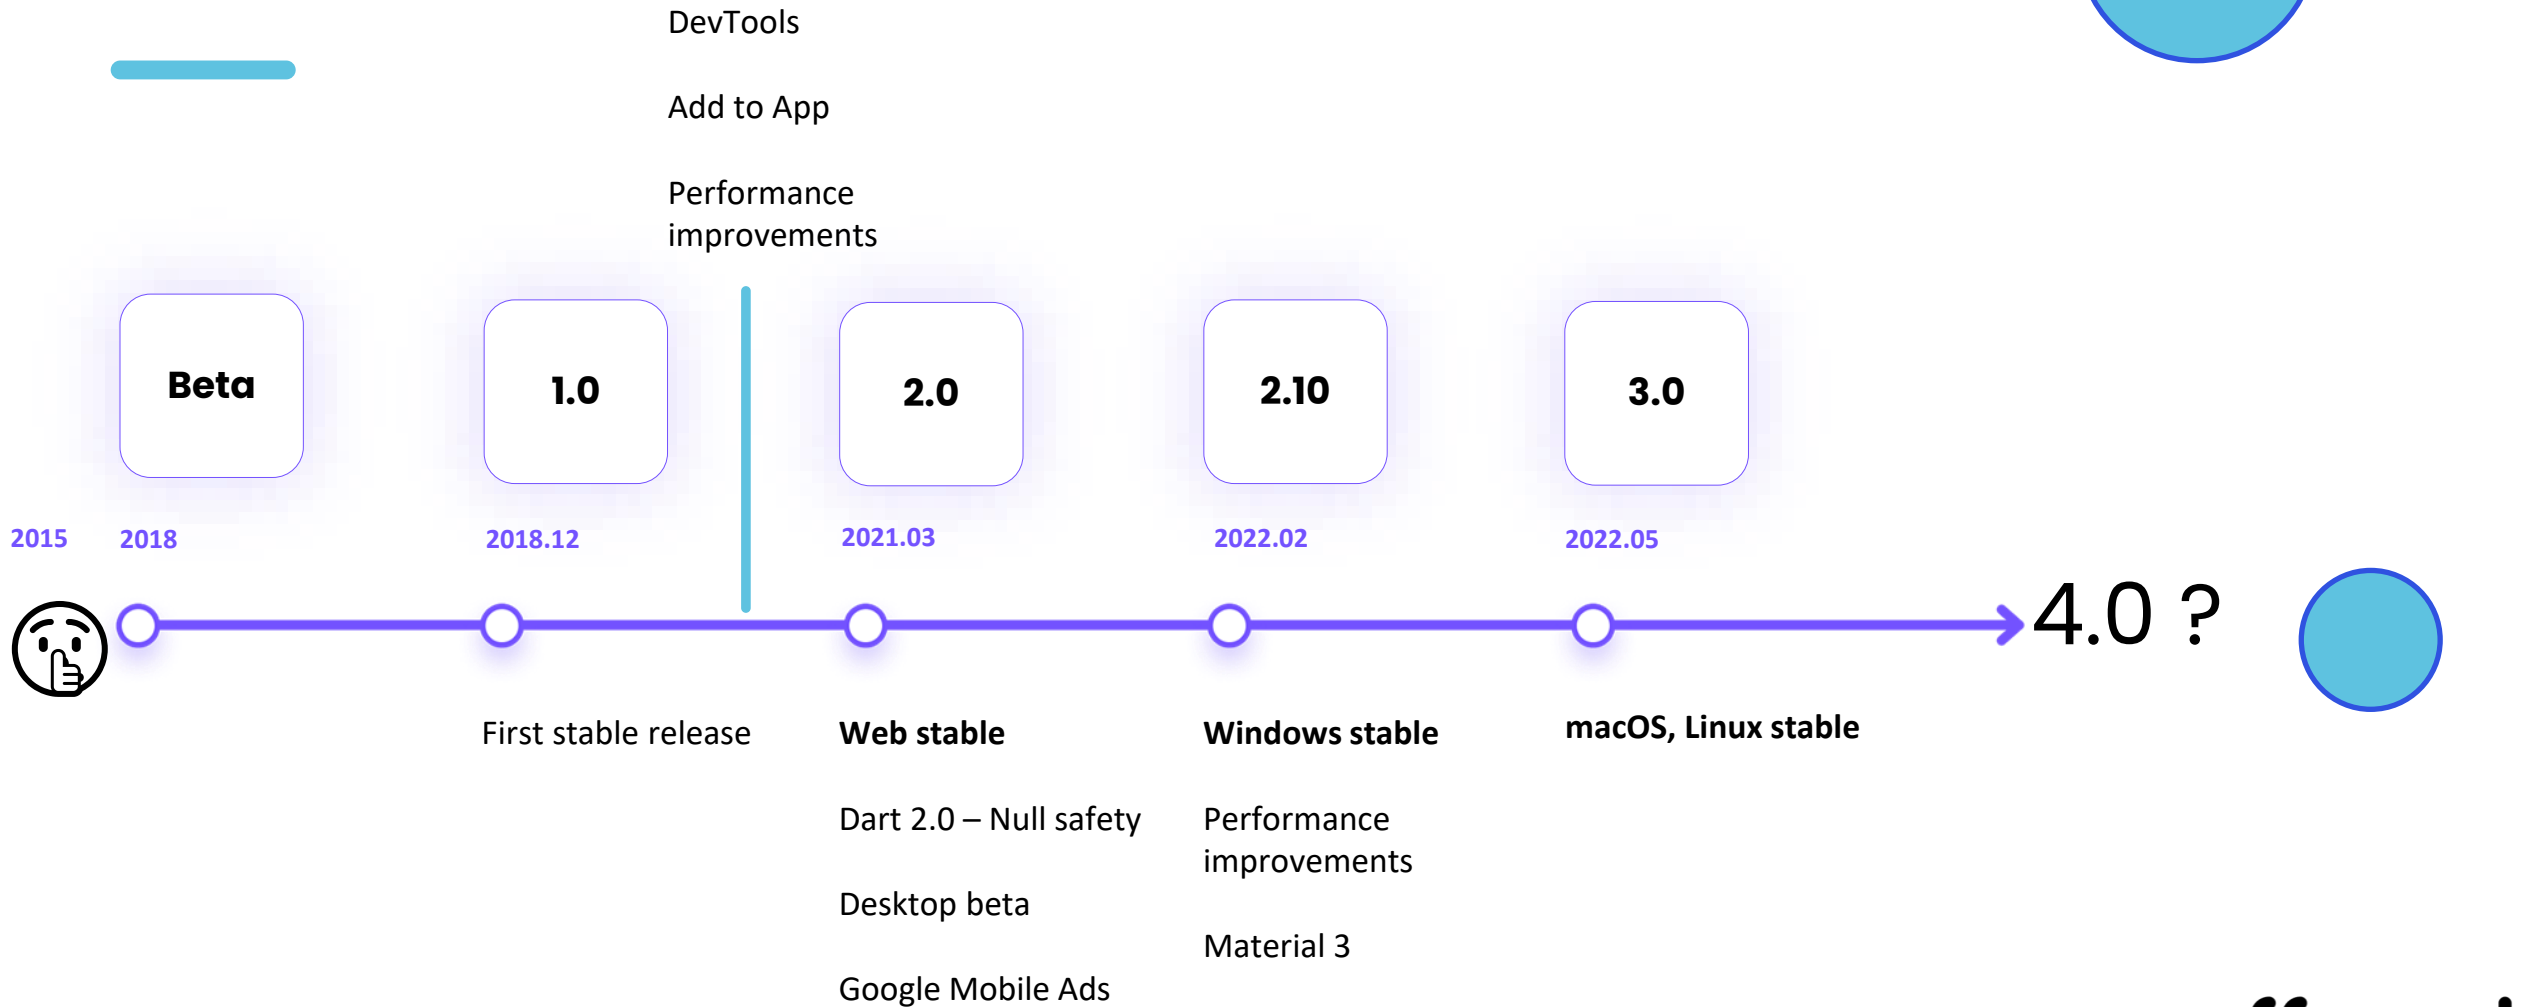 DevTools
Add to App
Performance
improvements
Beta
1.0
2.0
2.10
3.0
2015
2018
2018.12
2021.03
2022.02
2022.05
4.0 ?
First stable release
Web stable
Dart 2.0 – Null safety
Desktop beta
Google Mobile Ads
Windows stable
Performance
improvements
Material 3
macOS, Linux stable